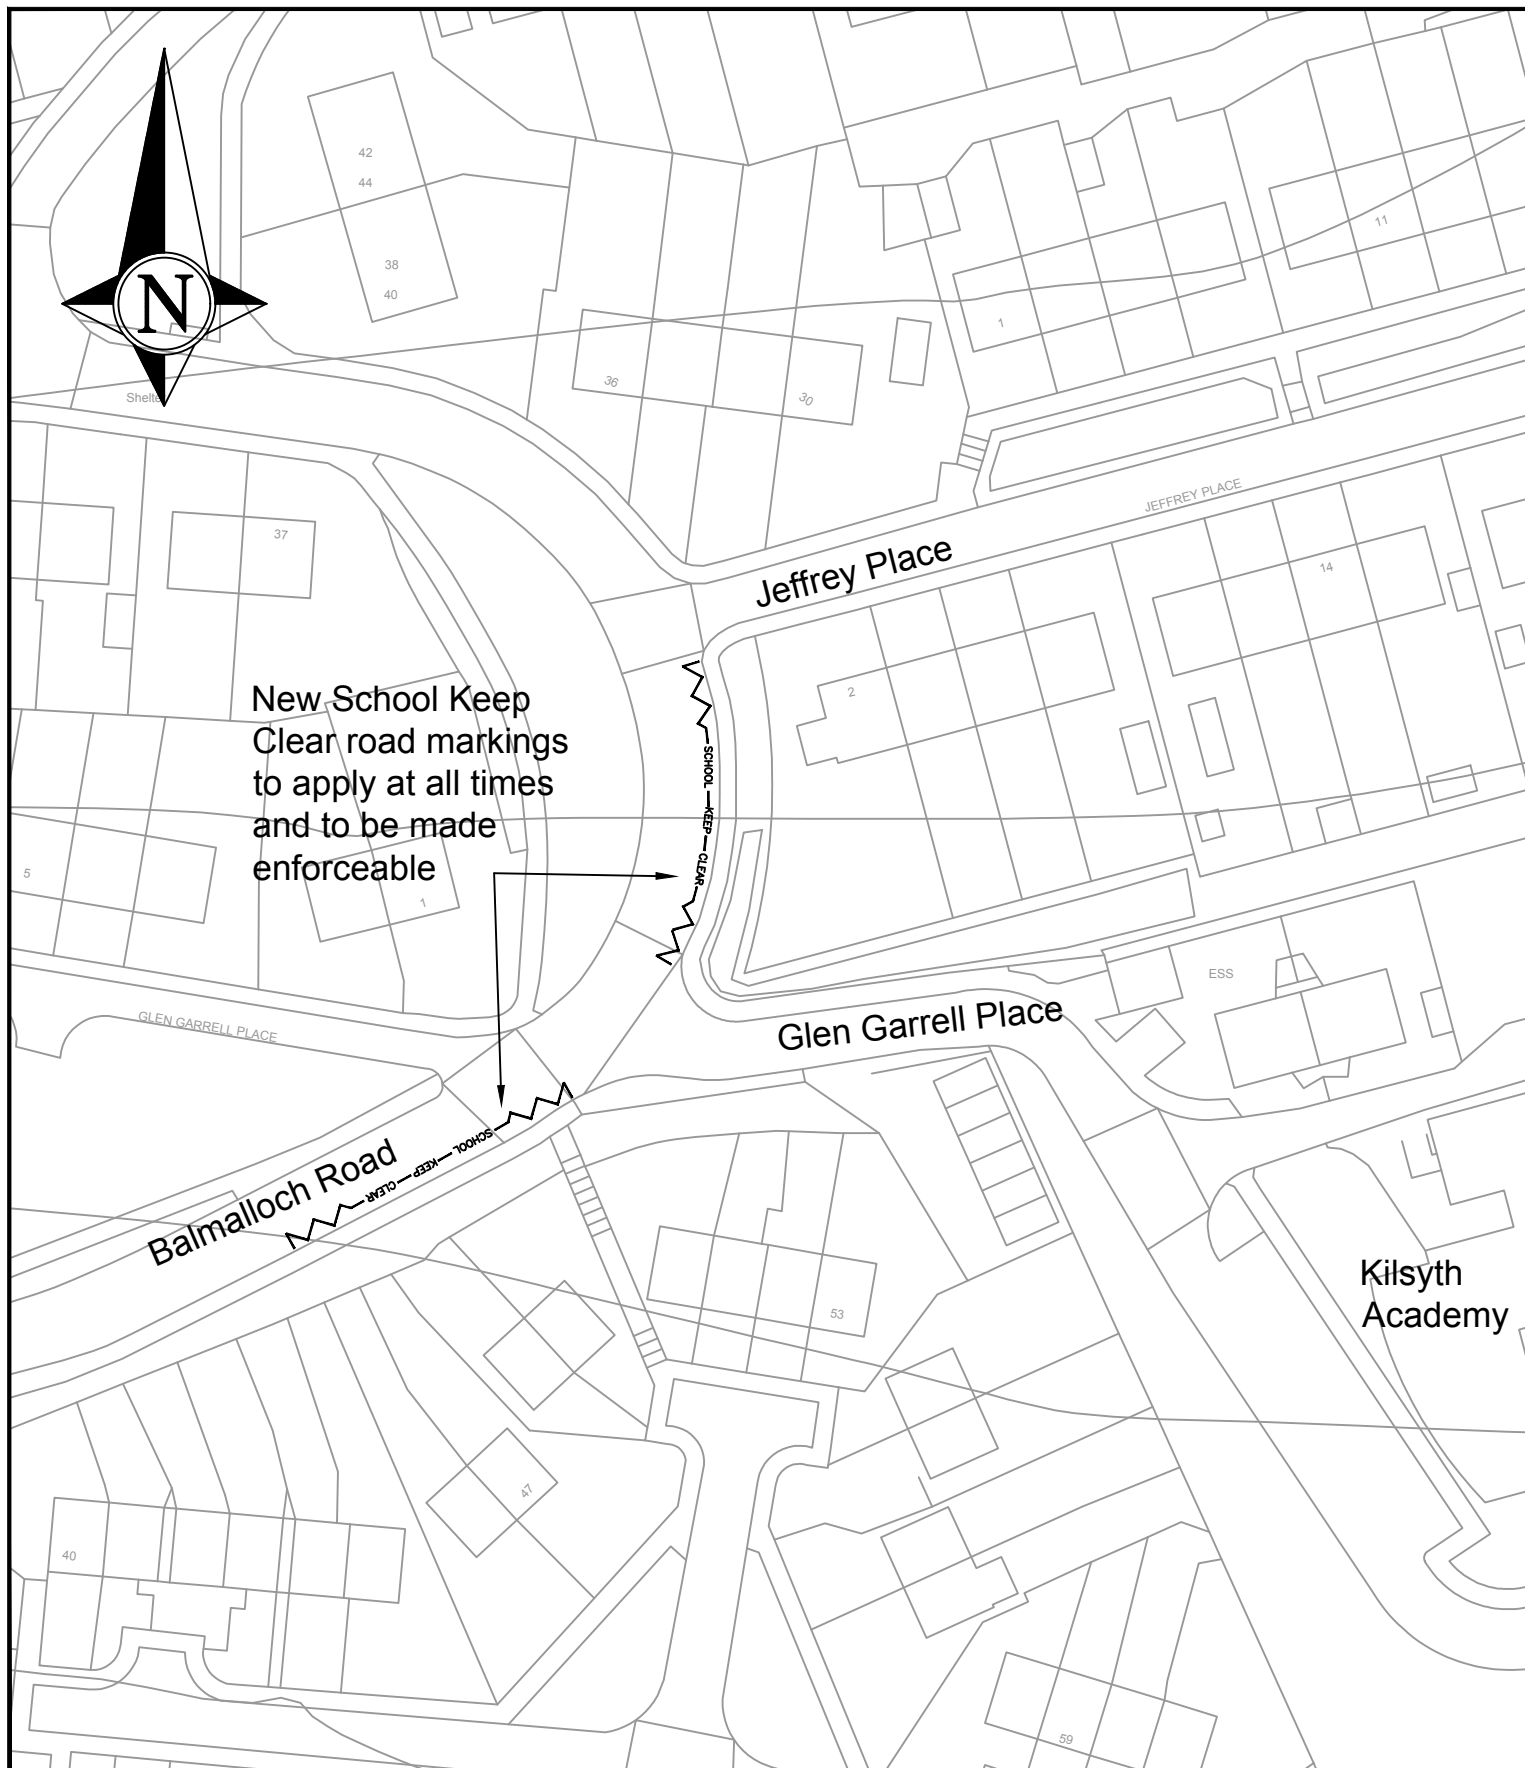 42
44
38
40
N
11
1
36
30
Shelte
JEFFREY PLACE
Jeffrey Place
37
14
2
New School Keep
Clear road markings
to apply at all times
and to be made
enforceable
SCHOOL KEEP CLEAR
5
1
ESS
GLEN GARRELL PLACE
Glen Garrell Place
SCHOOL KEEP CLEAR
Balmalloch Road
Kilsyth
Academy
53
47
40
59